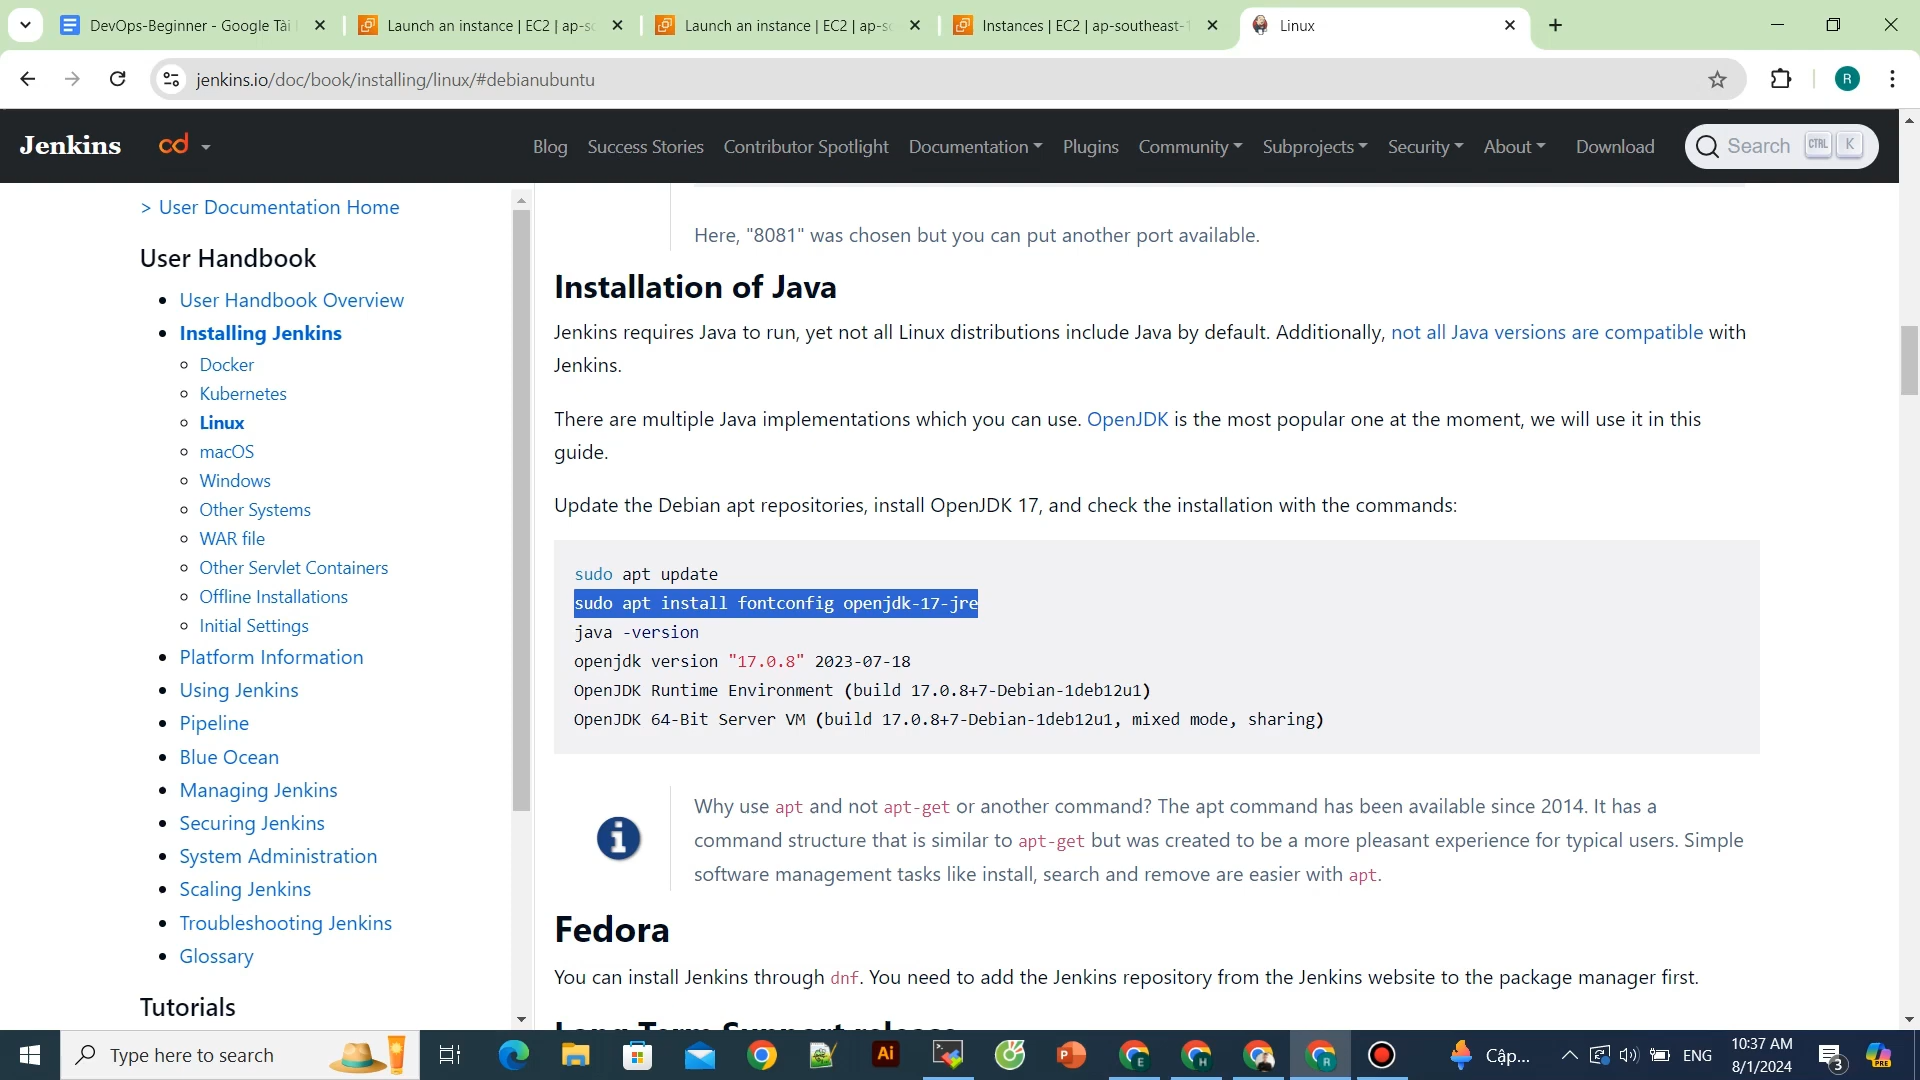 DevOps-Beginner - Google Tài
Launch an instance | EC2 | ap-so
Launch an instance | EC2 | ap-so
Instances | EC2 | ap-southeast-1
Linux
jenkins.io/doc/book/installing/linux/#debianubuntu
R
Jenkins
cd
Blog
Success Stories
Contributor Spotlight
Documentation
Plugins
Community
Subprojects
Security
About
Download
Search CTRL K
> User Documentation Home
User Handbook
User Handbook Overview
Installing Jenkins
Docker
Kubernetes
Linux
macOS
Windows
Other Systems
WAR file
Other Servlet Containers
Offline Installations
Initial Settings
Platform Information
Using Jenkins
Pipeline
Blue Ocean
Managing Jenkins
Securing Jenkins
System Administration
Scaling Jenkins
Troubleshooting Jenkins
Glossary
Tutorials
Here, "8081" was chosen but you can put another port available.
Installation of Java
Jenkins requires Java to run, yet not all Linux distributions include Java by default. Additionally, not all Java versions are compatible with
Jenkins.
There are multiple Java implementations which you can use. OpenJDK is the most popular one at the moment, we will use it in this
guide.
Update the Debian apt repositories, install OpenJDK 17, and check the installation with the commands:
sudo apt update
sudo apt install fontconfig openjdk-17-jre
java -version
openjdk version "17.0.8" 2023-07-18
OpenJDK Runtime Environment (build 17.0.8+7-Debian-1deb12u1)
OpenJDK 64-Bit Server VM (build 17.0.8+7-Debian-1deb12u1, mixed mode, sharing)
Why use apt and not apt-get or another command? The apt command has been available since 2014. It has a
command structure that is similar to apt-get but was created to be a more pleasant experience for typical users. Simple
software management tasks like install, search and remove are easier with apt.
Fedora
You can install Jenkins through dnf. You need to add the Jenkins repository from the Jenkins website to the package manager first.
Long Term Support release
Type here to search
Ai
P
E
H
R
Cập...
ENG
10:37 AM
8/1/2024
3
PRE